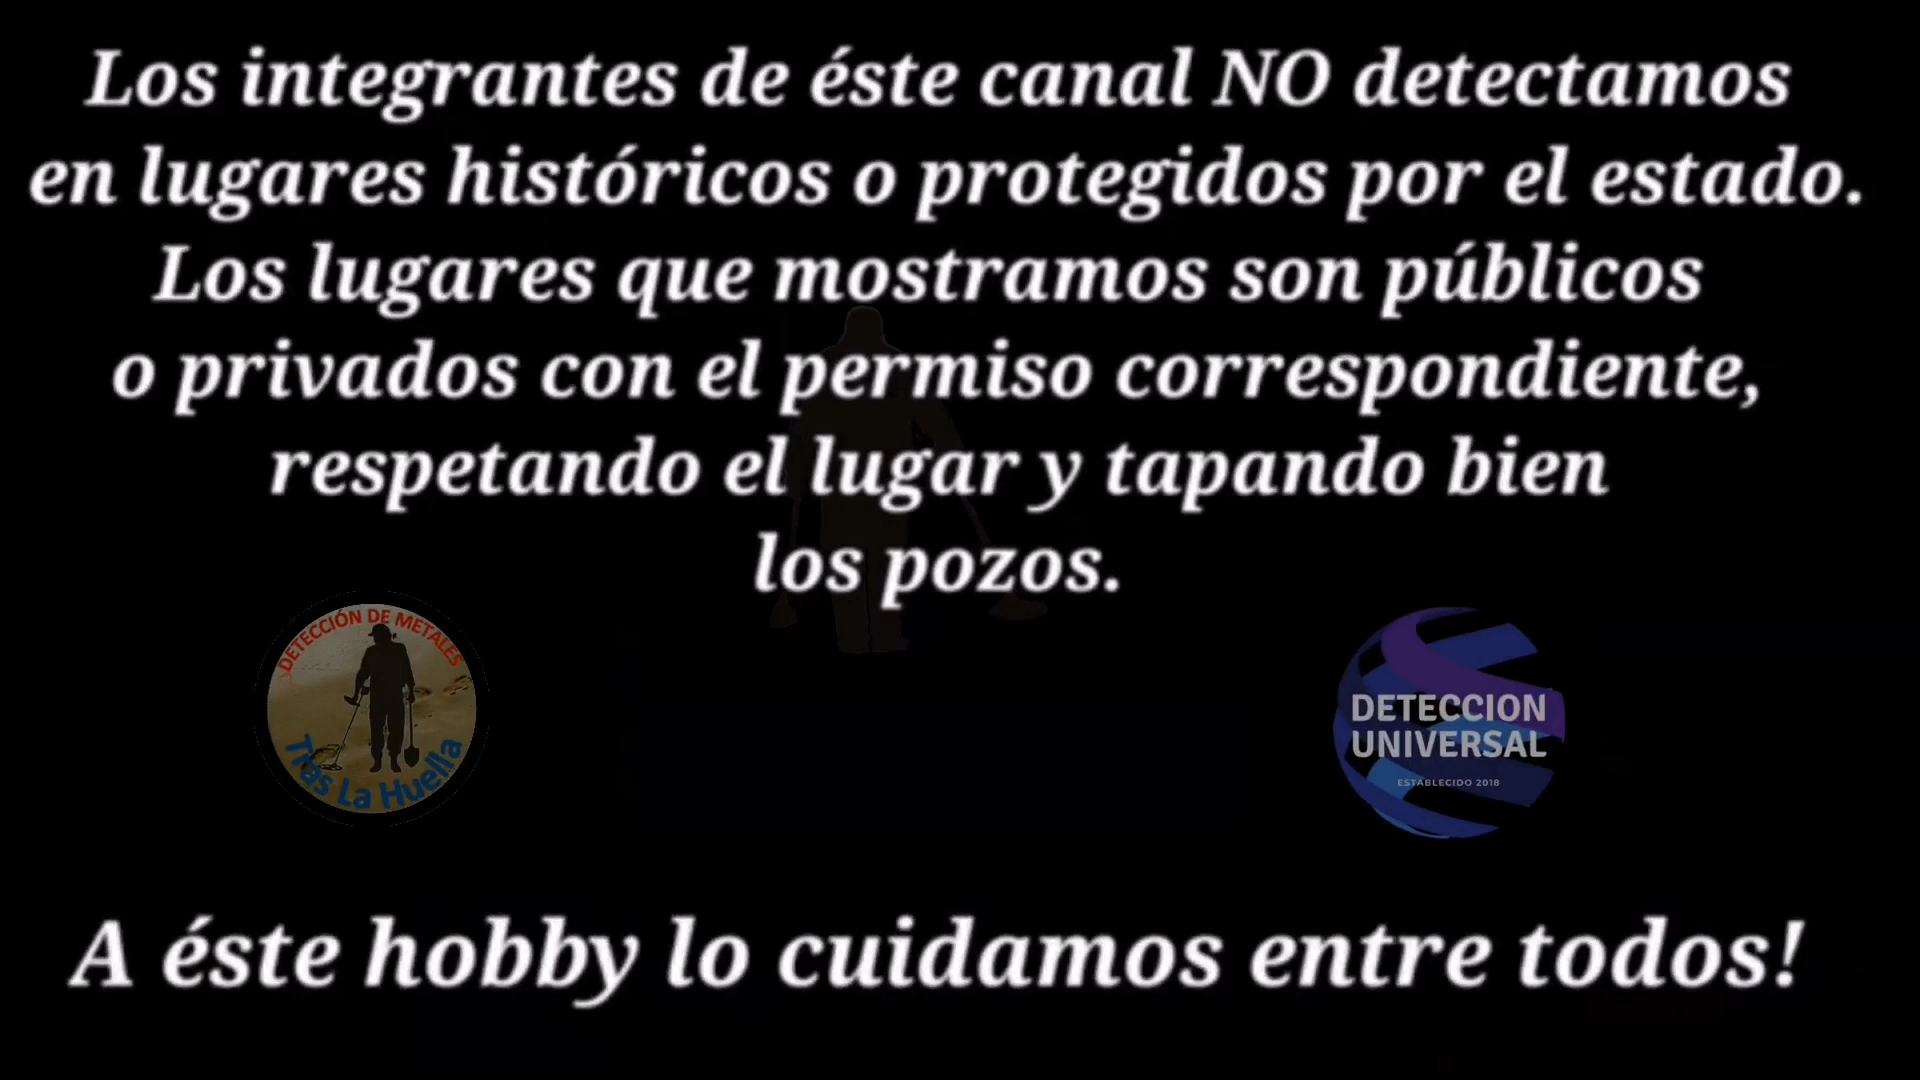 Los integrantes de éste canal NO detectamos
en lugares históricos o protegidos por el estado.
Los lugares que mostramos son públicos
o privados con el permiso correspondiente,
respetando el lugar y tapando bien
los pozos.
DETECCIÓN DE METALES
Tras La Huella
DETECCION
UNIVERSAL
ESTABLECIDO 2018
A éste hobby lo cuidamos entre todos!